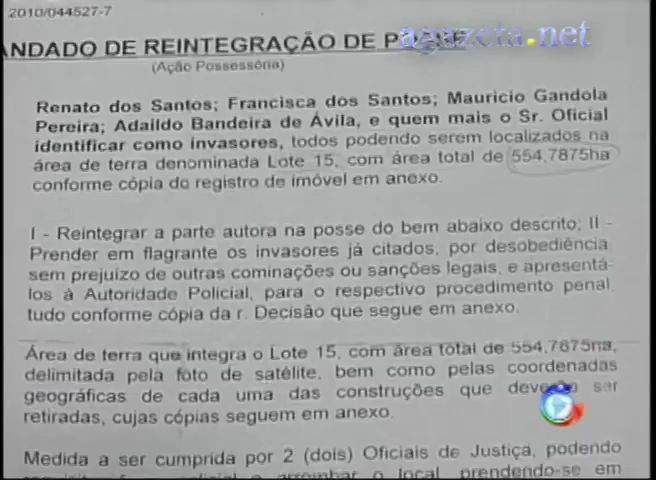 2010/044527-7
agazeta.net
ANDADO DE REINTEGRAÇÃO DE
(Ação Possessória)
Renato dos Santos; Francisca dos Santos; Mauricio Gandola
Pereira; Adaildo Bandeira de Ávila, e quem mais o Sr. Oficial
identificar como invasores, todos podendo serem localizados na
área de terra denominada Lote 15, com área total de 554,7875ha
conforme cópia do registro de imóvel em anexo.
I - Reintegrar a parte autora na posse do bem abaixo descrito; II -
Prender em flagrante os invasores já citados, por desobediência
sem prejuízo de outras cominações ou sanções legais, e apresentá-
los à Autoridade Policial, para o respectivo procedimento penal,
tudo conforme cópia da r. Decisão que segue em anexo.
Área de terra que integra o Lote 15, com área total de 554,7875ha,
delimitada pela foto de satélite, bem como pelas coordenadas
geográficas de cada uma das construções que ser
retiradas, cujas cópias seguem em anexo.
Medida a ser cumprida por 2 (dois) Oficiais de Justiça, podendo
o local, prendendo-se em